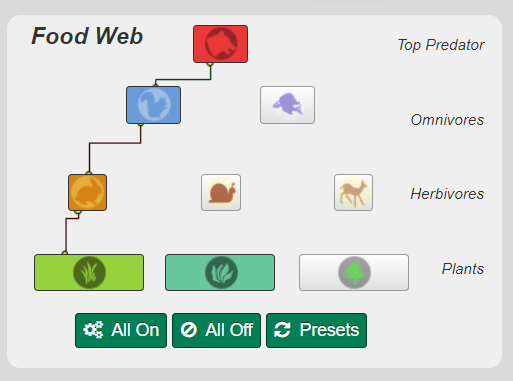 Food Web
Top Predator
Omnivores
Herbivores
Plants
All On
All Off
Presets